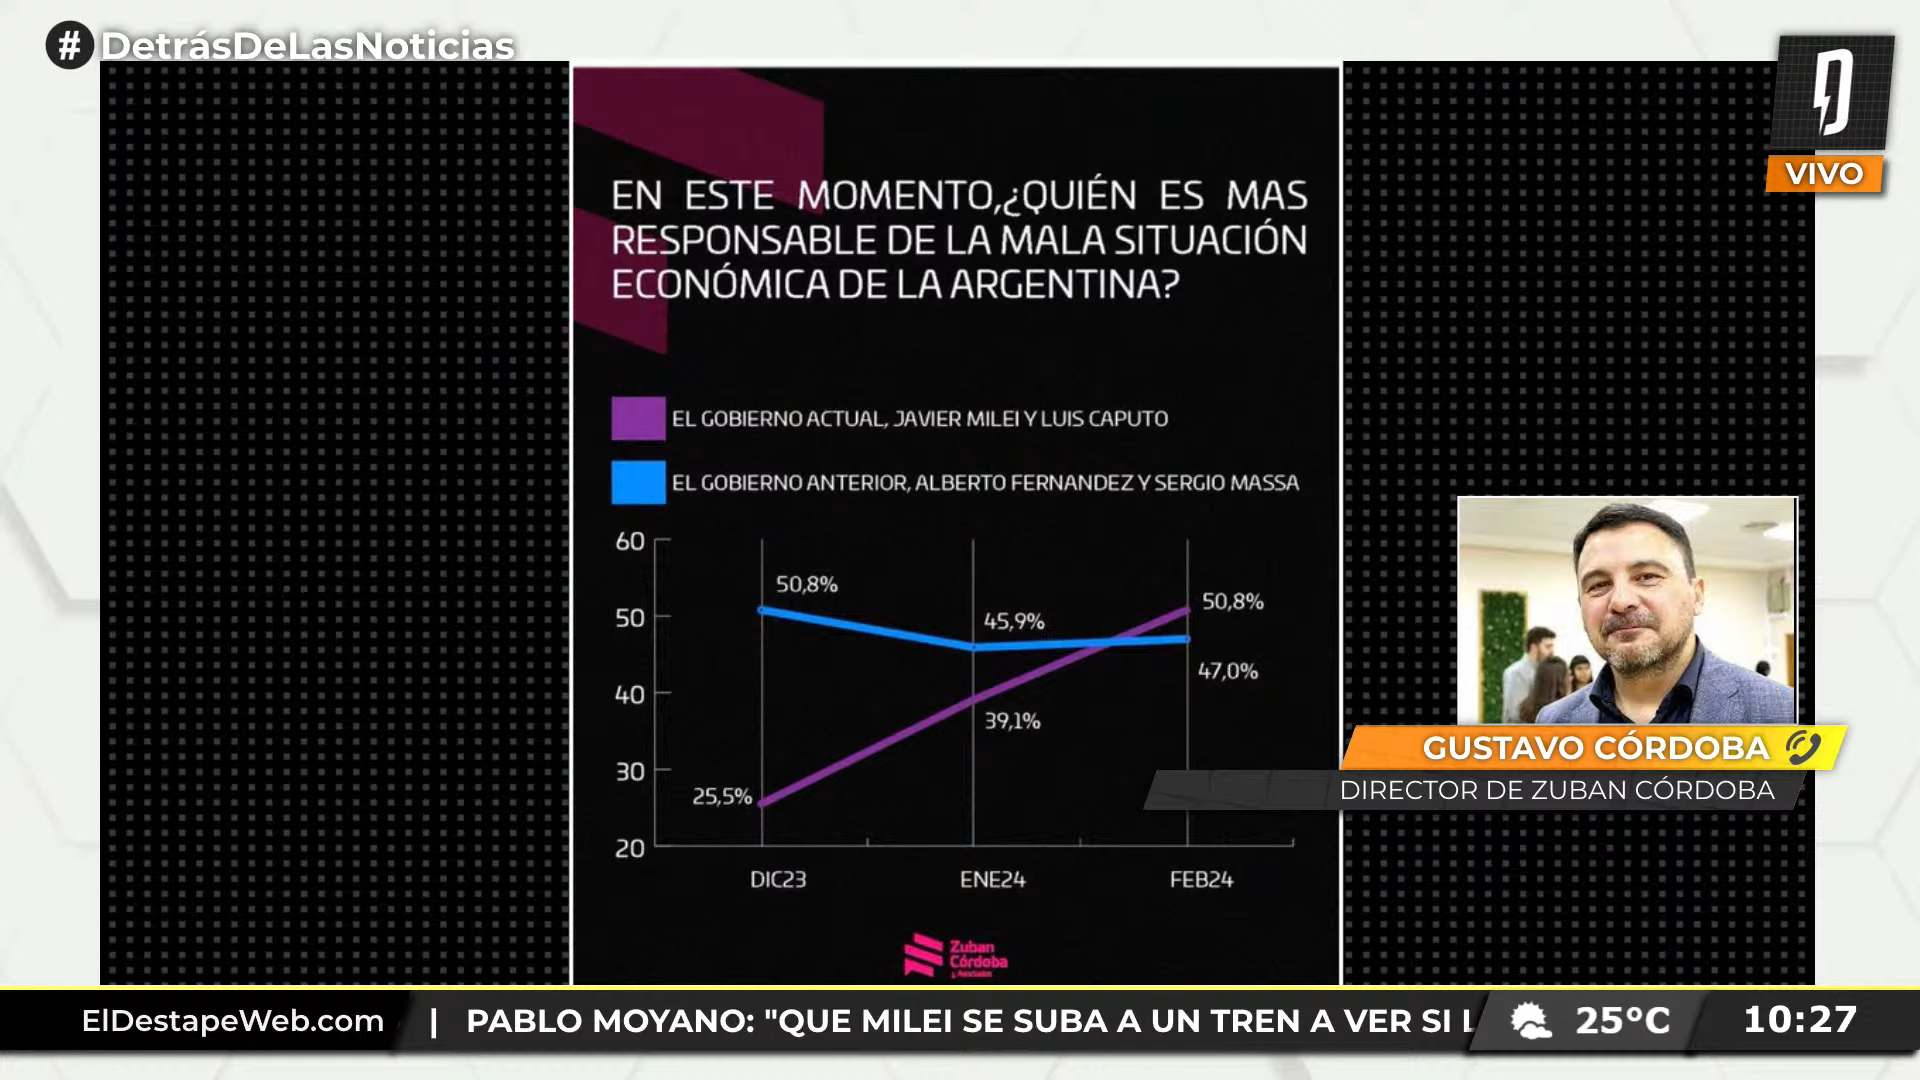 #DetrásDeLasNoticias
VIVO
EN ESTE MOMENTO,¿QUIÉN ES MAS
RESPONSABLE DE LA MALA SITUACIÓN
ECONÓMICA DE LA ARGENTINA?
EL GOBIERNO ACTUAL, JAVIER MILEI Y LUIS CAPUTO
EL GOBIERNO ANTERIOR, ALBERTO FERNANDEZ Y SERGIO MASSA
60
50
40
30
20
50,8%
45,9%
50,8%
47,0%
39,1%
25,5%
DIC23 ENE24 FEB24
Zuban
Córdoba
y Asociados
GUSTAVO CÓRDOBA
DIRECTOR DE ZUBAN CÓRDOBA
ElDestapeWeb.com | PABLO MOYANO: "QUE MILEI SE SUBA A UN TREN A VER SI L 25°C 10:27